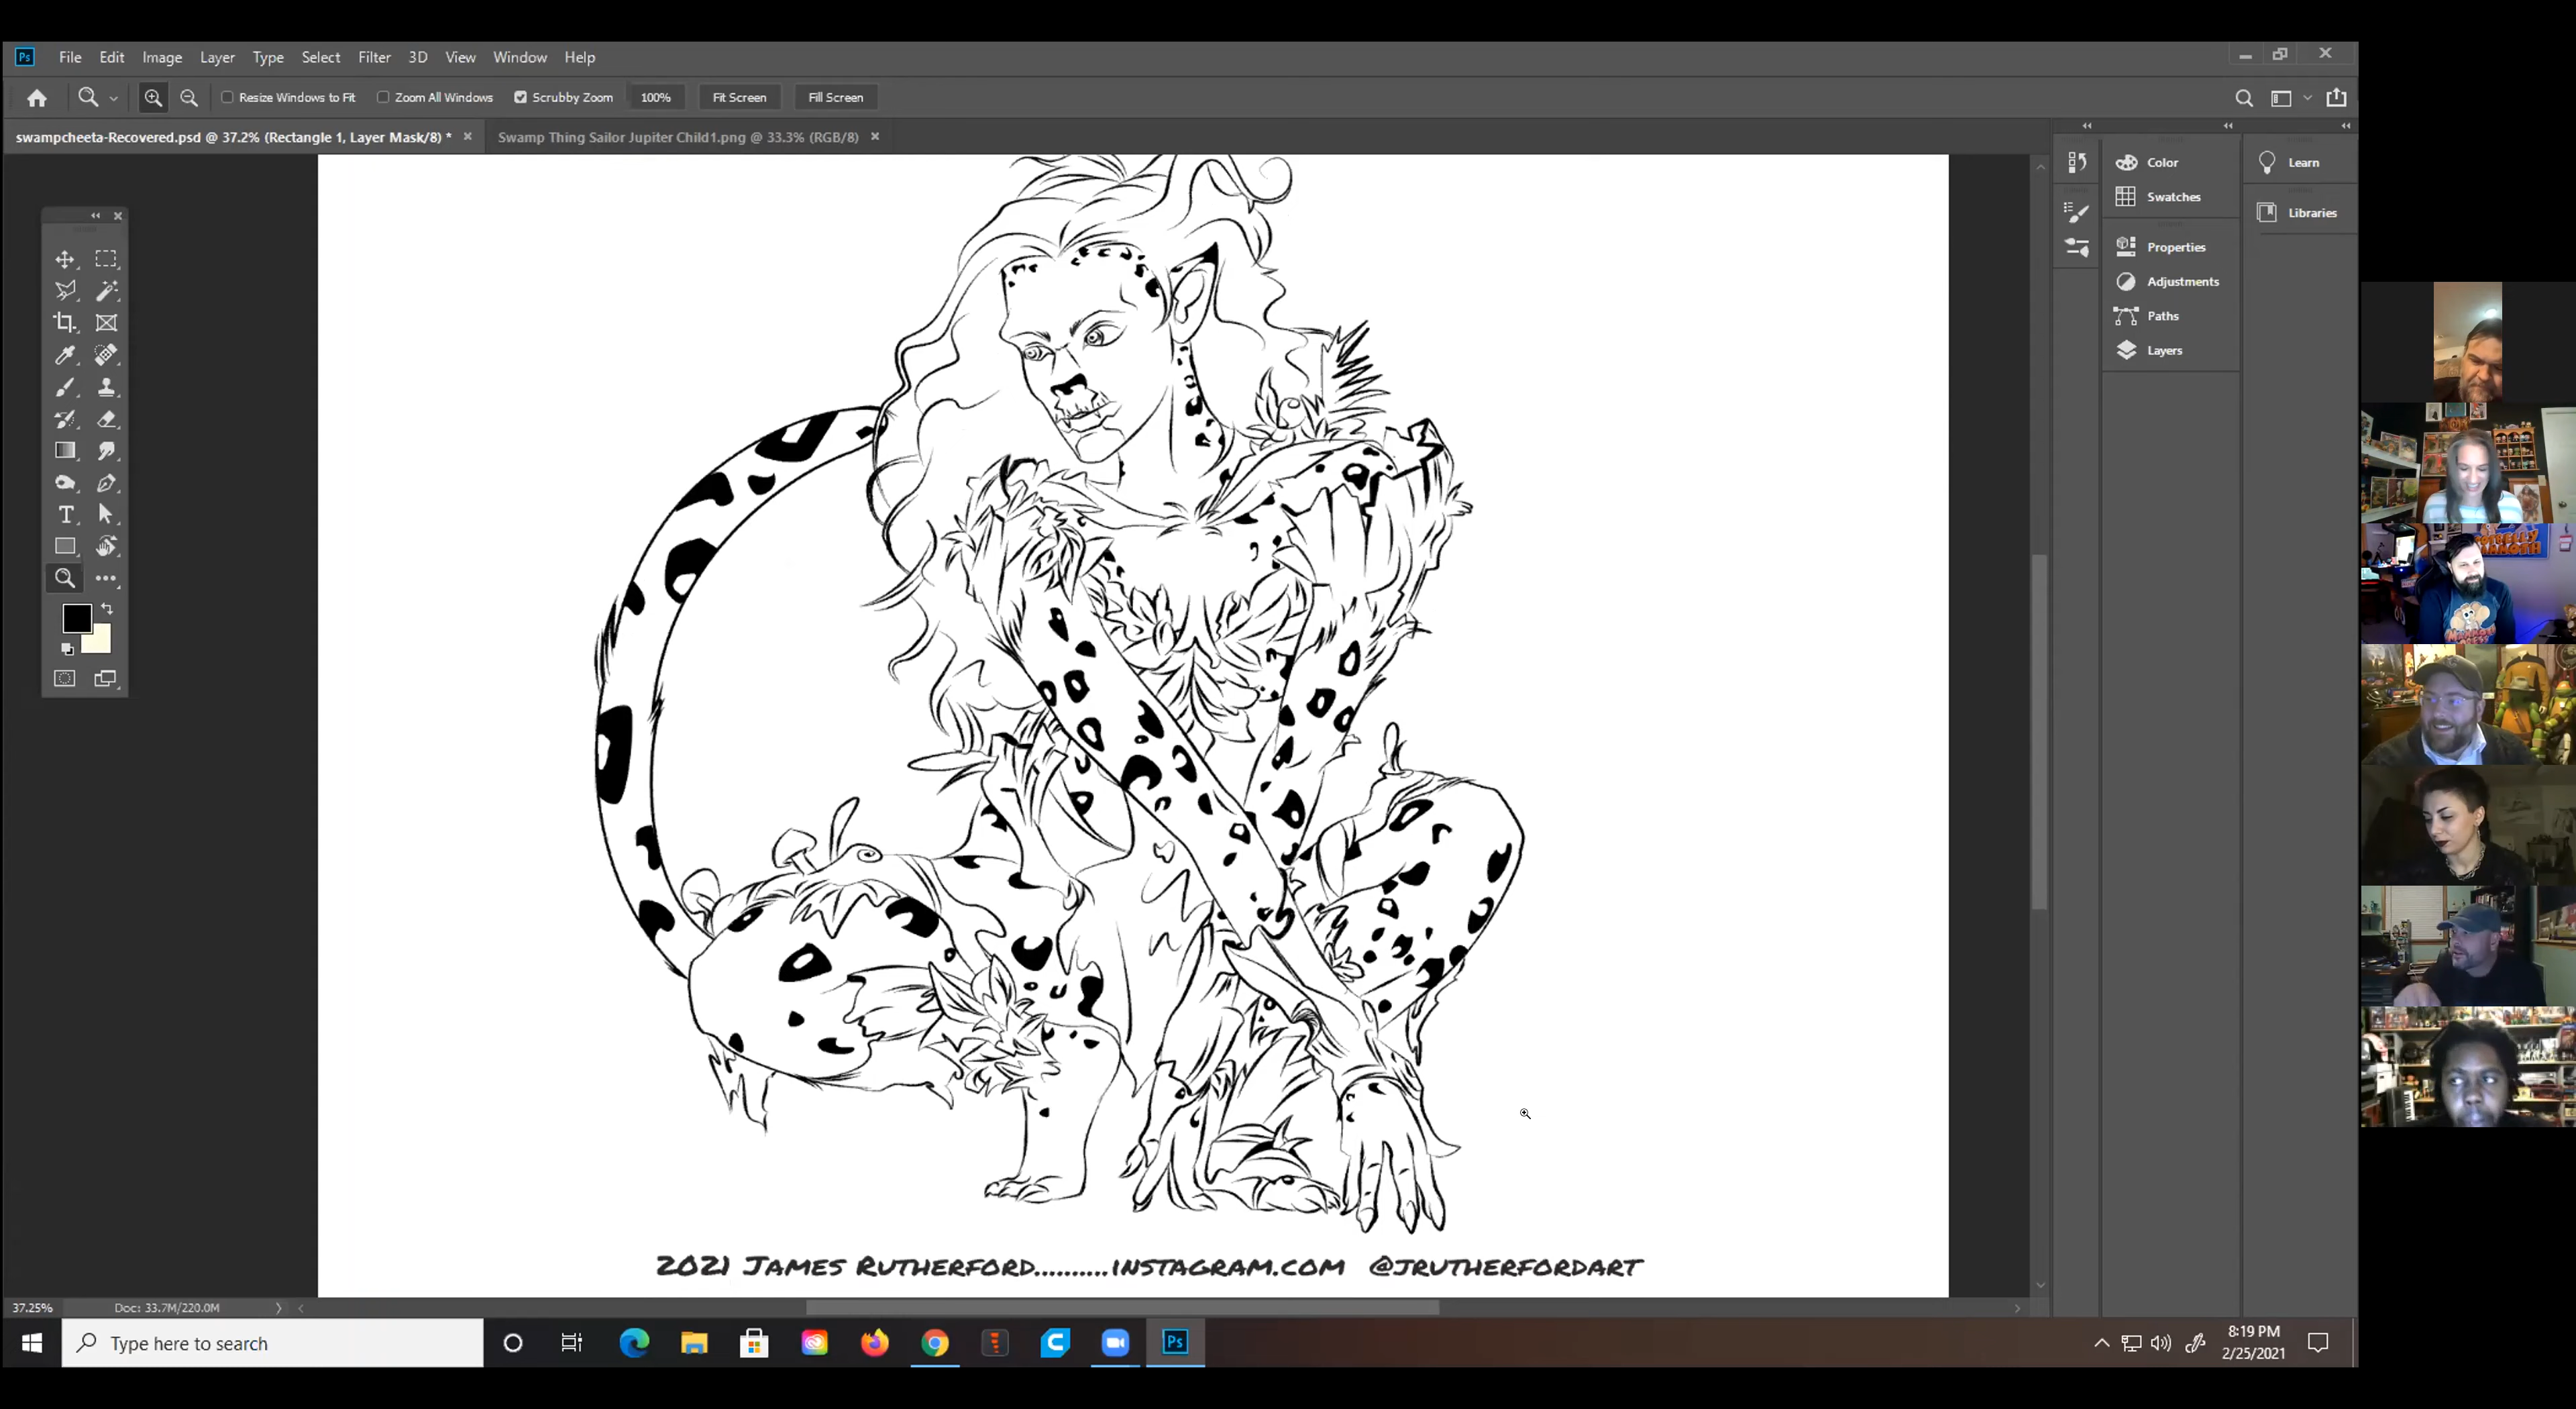 Ps File Edit Image Layer Type Select Filter 3D View Window Help
Resize Windows to Fit Zoom All Windows Scrubby Zoom 100% Fit Screen Fill Screen
swampcheeta-Recovered.psd @ 37.2% (Rectangle 1, Layer Mask/8) * Swamp Thing Sailor Jupiter Child1.png @ 33.3% (RGB/8)
Color
Learn
Swatches
Libraries
Properties
Adjustments
Paths
Layers
2021 James Rutherford..........instagram.com @jrutherfordart
37.25% Doc: 33.7M/220.0M
Type here to search
Ps
8:19 PM
2/25/2021